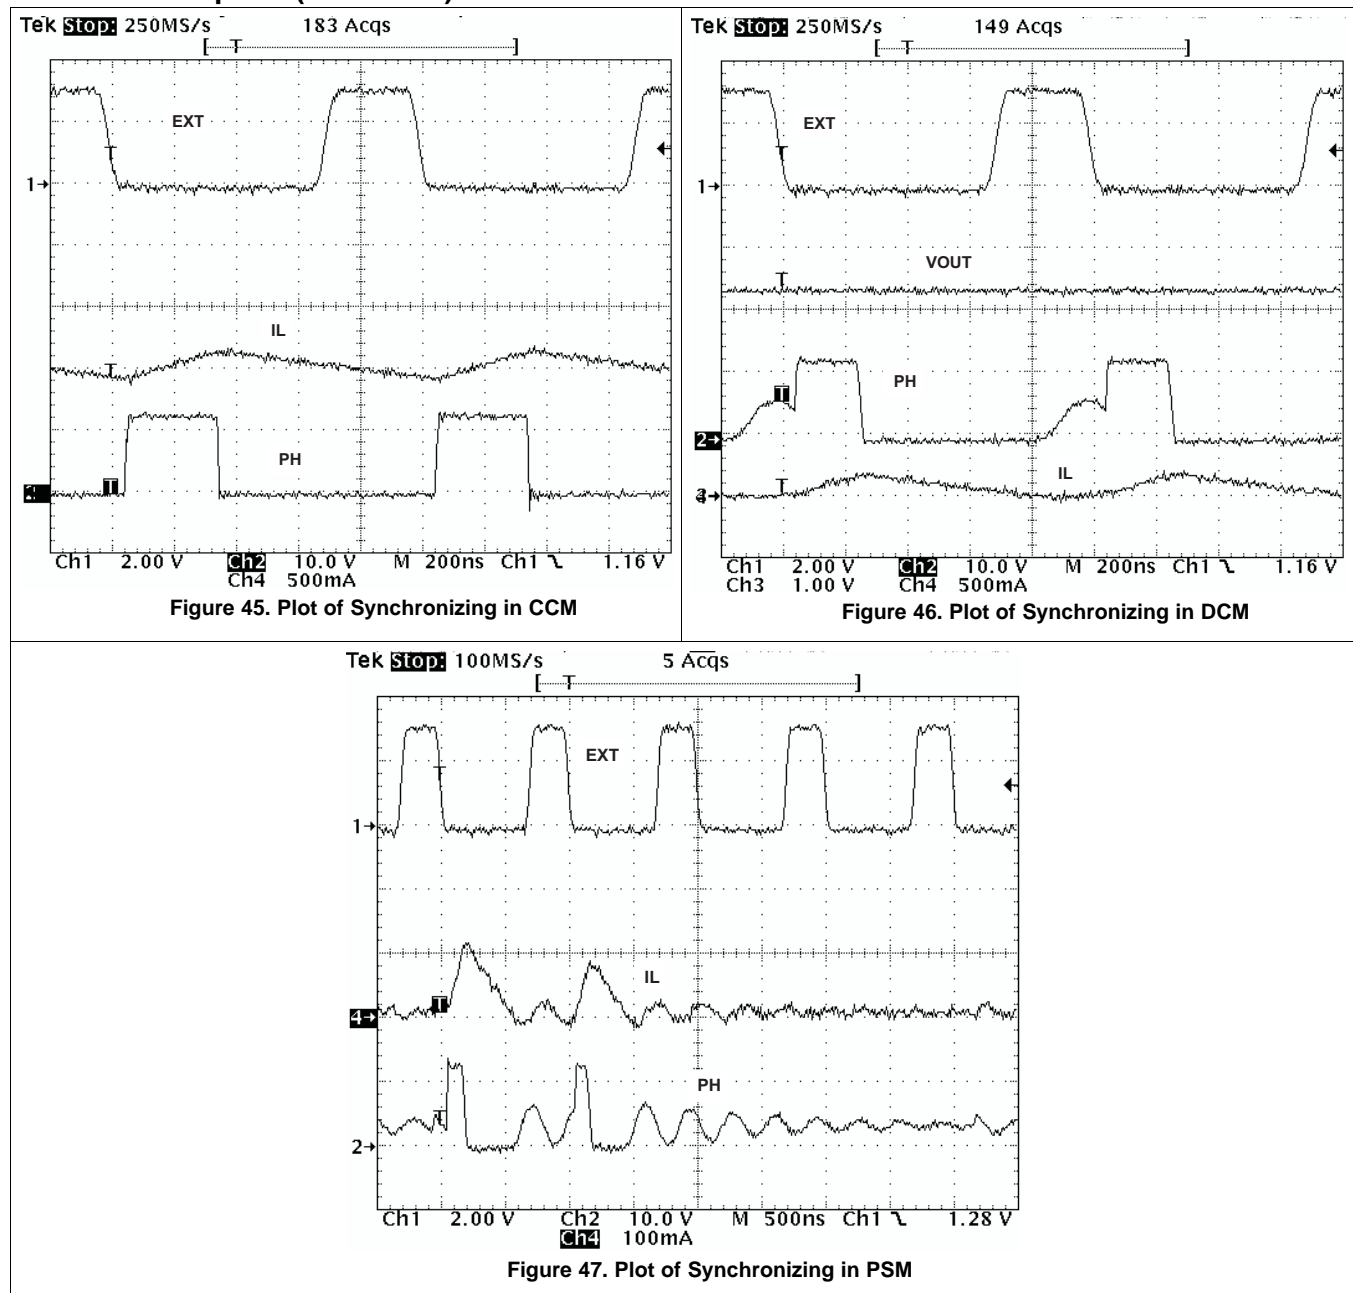 Tek Stop: 250MS/s 183 Acqs
[ T ]
EXT
T
1→
IL
T
PH
T
Ch1 2.00 V Ch2 10.0 V M 200ns Ch1 1.16 V
Ch4 500mA
Figure 45. Plot of Synchronizing in CCM
Tek Stop: 250MS/s 149 Acqs
[ T ]
EXT
T
1→
VOUT
T
PH
T
2→
IL
T
Ch1 2.00 V Ch2 10.0 V M 200ns Ch1 1.16 V
Ch3 1.00 V Ch4 500mA
Figure 46. Plot of Synchronizing in DCM
Tek Stop: 100MS/s 5 Acqs
[ T ]
EXT
T
1→
IL
T
4→
PH
T
2→
Ch1 2.00 V Ch2 10.0 V M 500ns Ch1 1.28 V
Ch4 100mA
Figure 47. Plot of Synchronizing in PSM